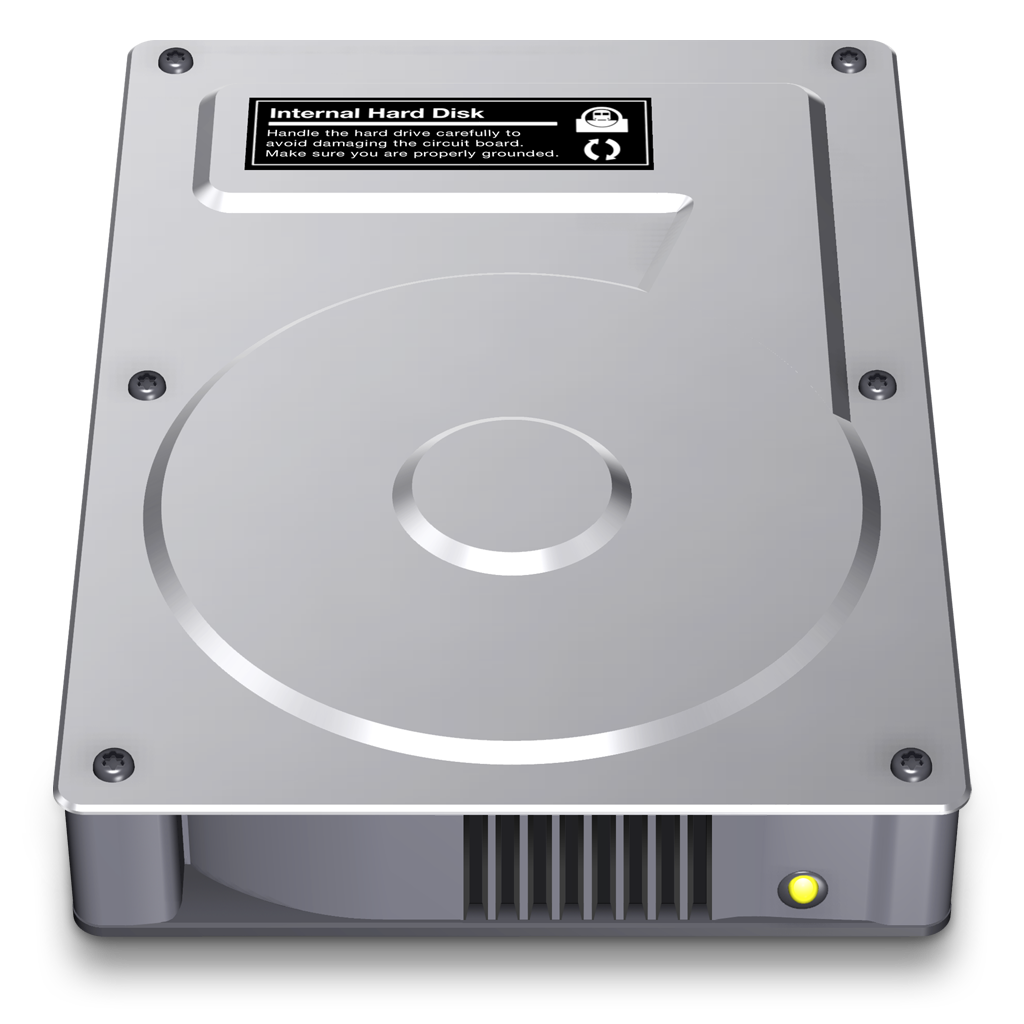 Internal Hard Disk
Handle the hard drive carefully to
avoid damaging the circuit board.
Make sure you are properly grounded.